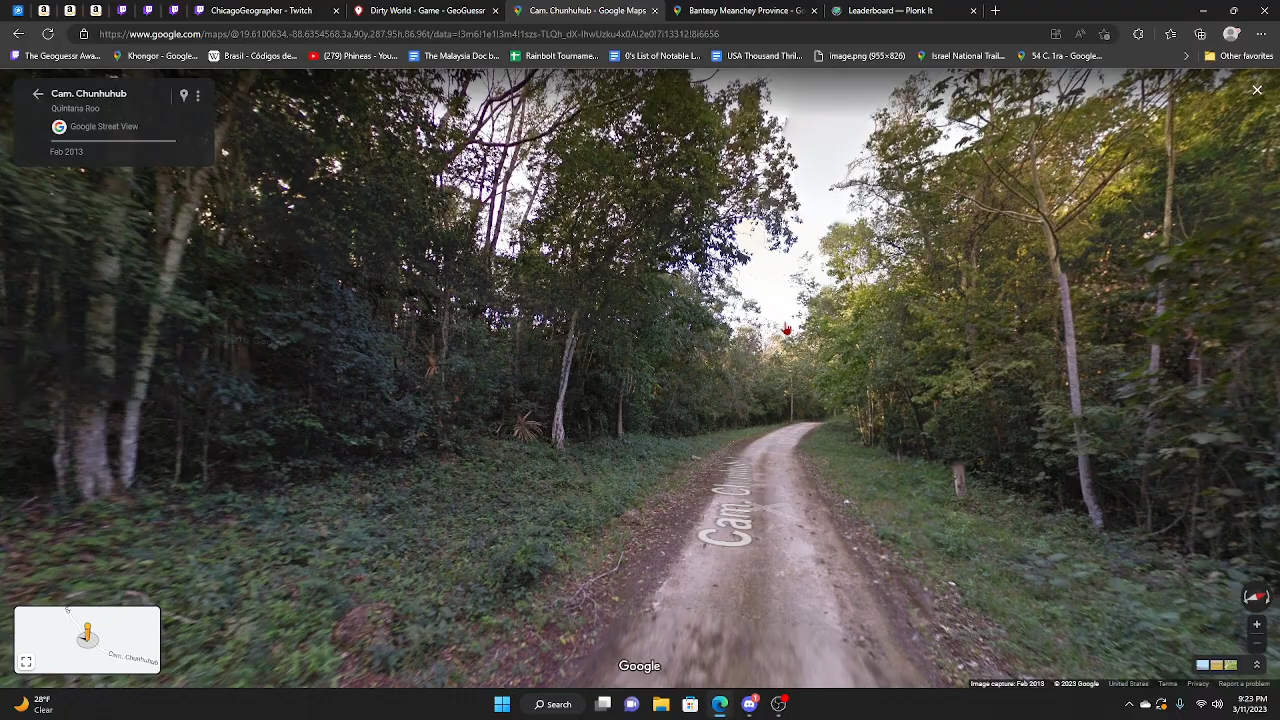 ChicagoGeographer - Twitch
Dirty World - Game - GeoGuessr
Cam. Chunhuhub - Google Maps
Banteay Meanchey Province - Go
Leaderboard — Plonk It
https://www.google.com/maps/@19.6100634,-88.6354568,3a,90y,287.95h,86.96t/data=!3m6!1e1!3m4!1szs-TLQh_dX-lhwUzku4x0A!2e0!7i13312!8i6656
The Geoguessr Awa...
Khongor - Google...
Brasil - Códigos de...
(279) Phineas - You...
The Malaysia Doc b...
Rainbolt Tourname...
0's List of Notable L...
USA Thousand Dolla...
image.png (955×826)
Israel National Trail...
54 C. 1ra - Google...
Other favorites
Cam. Chunhuhub
Quintana Roo
Google Street View
Feb 2013
Cam. Chunhuhub
Google
Image capture: Feb 2013
© 2023 Google
United States
Terms
Privacy
Report a problem
28°F
Clear
Search
1
9:23 PM
3/11/2023